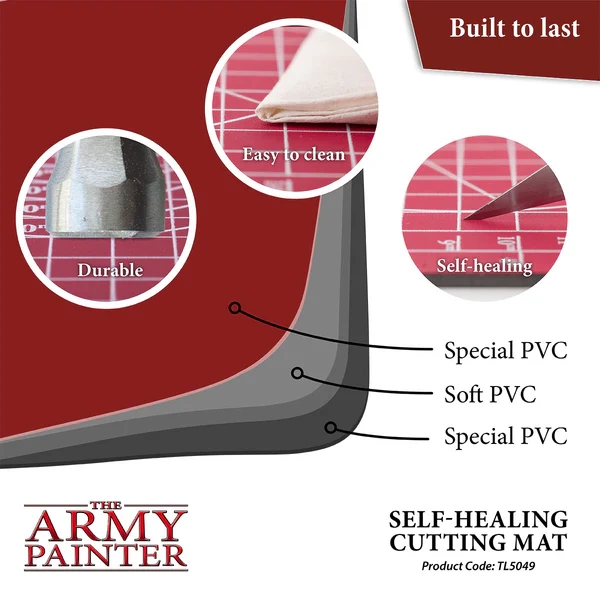 Built to last
Easy to clean
Durable
Self-healing
Special PVC
Soft PVC
Special PVC
THE
ARMY
PAINTER
SELF-HEALING
CUTTING MAT
Product Code: TL5049